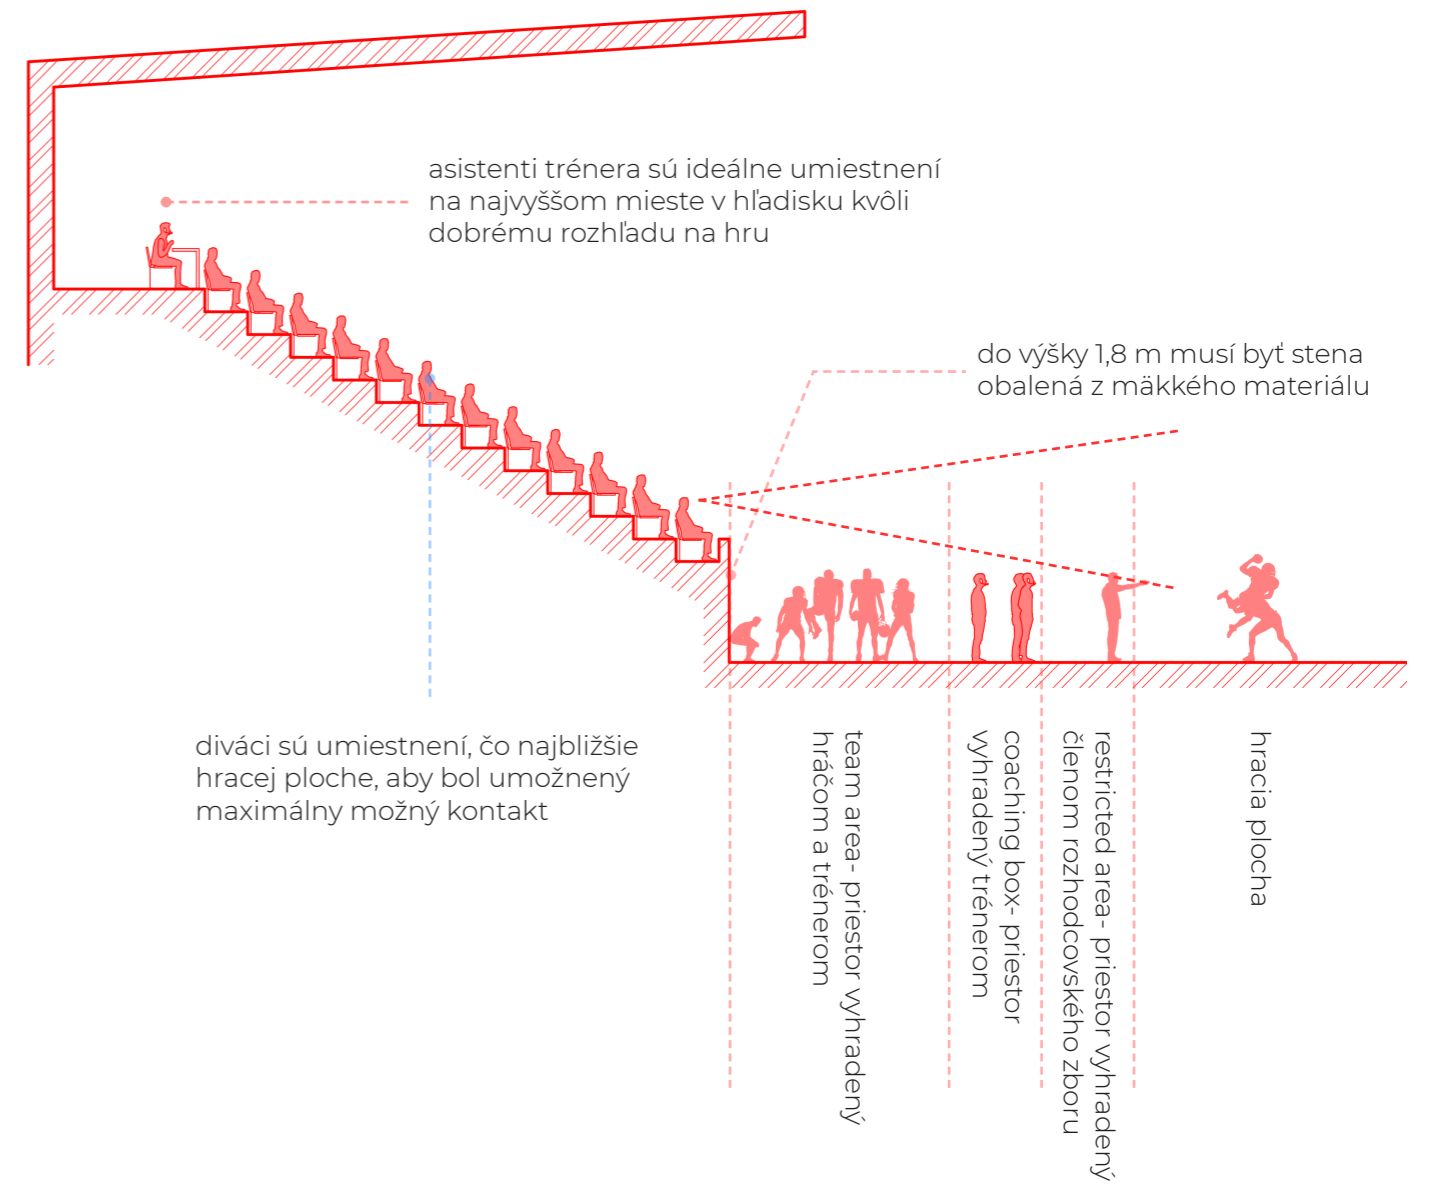 asistenti trénera sú ideálne umiestnení
na najvyššom mieste v hľadisku kvôli
dobrému rozhľadu na hru
do výšky 1,8 m musí byť stena
obalená z mäkkého materiálu
diváci sú umiestnení, čo najbližšie
hracej ploche, aby bol umožnený
maximálny možný kontakt
team area- priestor vyhradený
hráčom a trénerom
coaching box- priestor
vyhradený trénerom
restricted area- priestor vyhradený
členom rozhodcovského zboru
hracia plocha